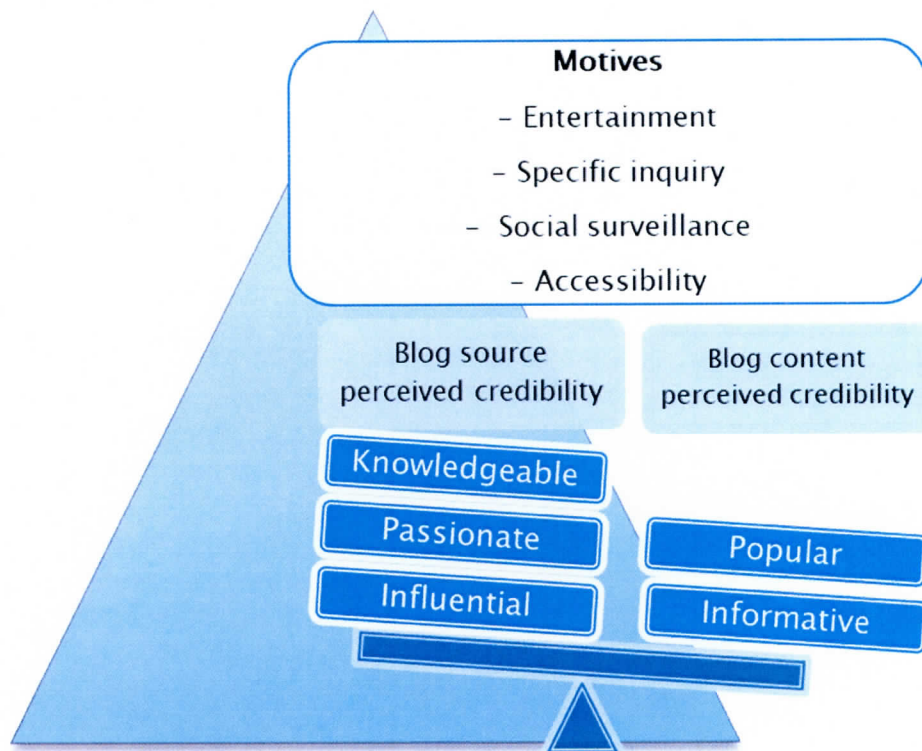 Motives
– Entertainment
– Specific inquiry
– Social surveillance
– Accessibility
Blog source
perceived credibility
Blog content
perceived credibility
Knowledgeable
Passionate
Influential
Popular
Informative